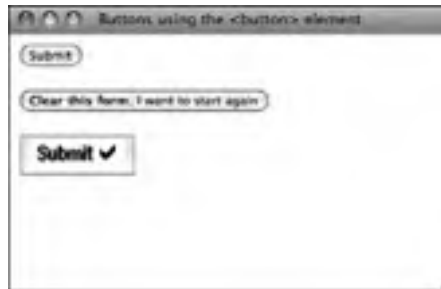 Buttons using the <button> element
Submit
Clear this form, I want to start again
Submit ✔